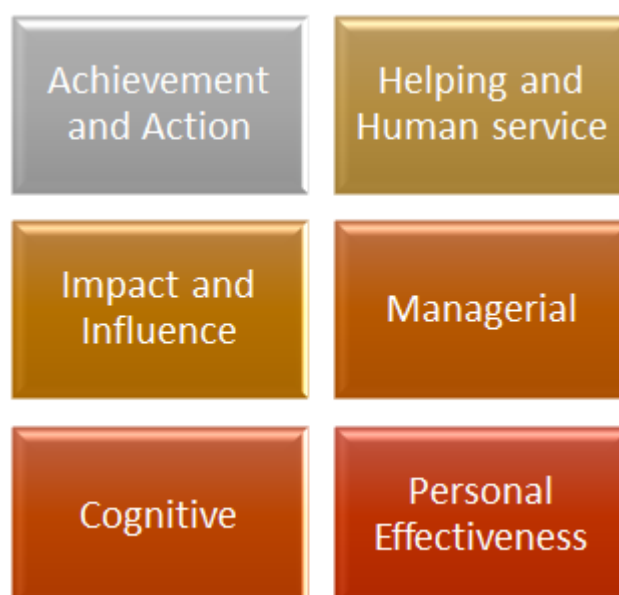 Achievement
and Action
Helping and
Human service
Impact and
Influence
Managerial
Cognitive
Personal
Effectiveness